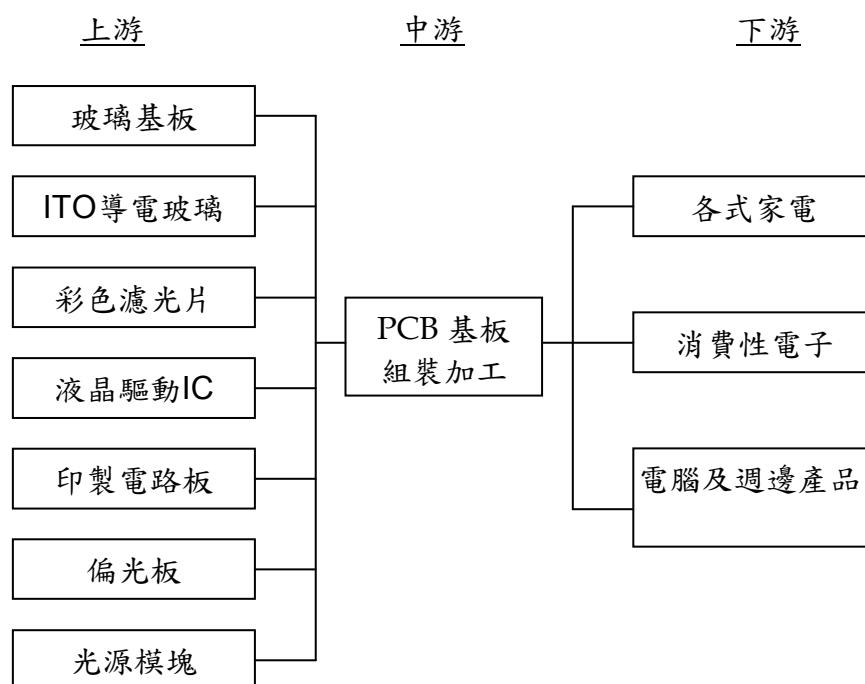 上游
中游
下游
玻璃基板
ITO導電玻璃
彩色濾光片
液晶驅動IC
印製電路板
偏光板
光源模塊
PCB 基板
組裝加工
各式家電
消費性電子
電腦及週邊產品